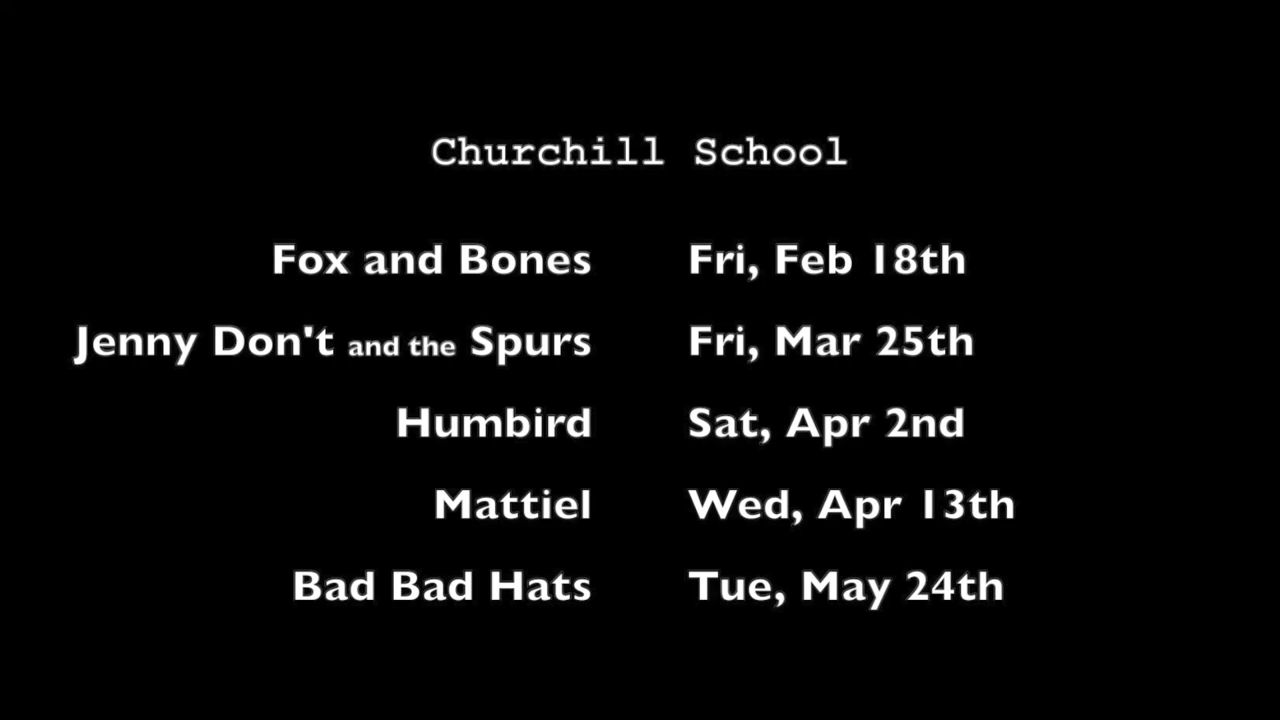 Churchill School
Fox and Bones Fri, Feb 18th
Jenny Don't and the Spurs Fri, Mar 25th
Humbird Sat, Apr 2nd
Mattiel Wed, Apr 13th
Bad Bad Hats Tue, May 24th